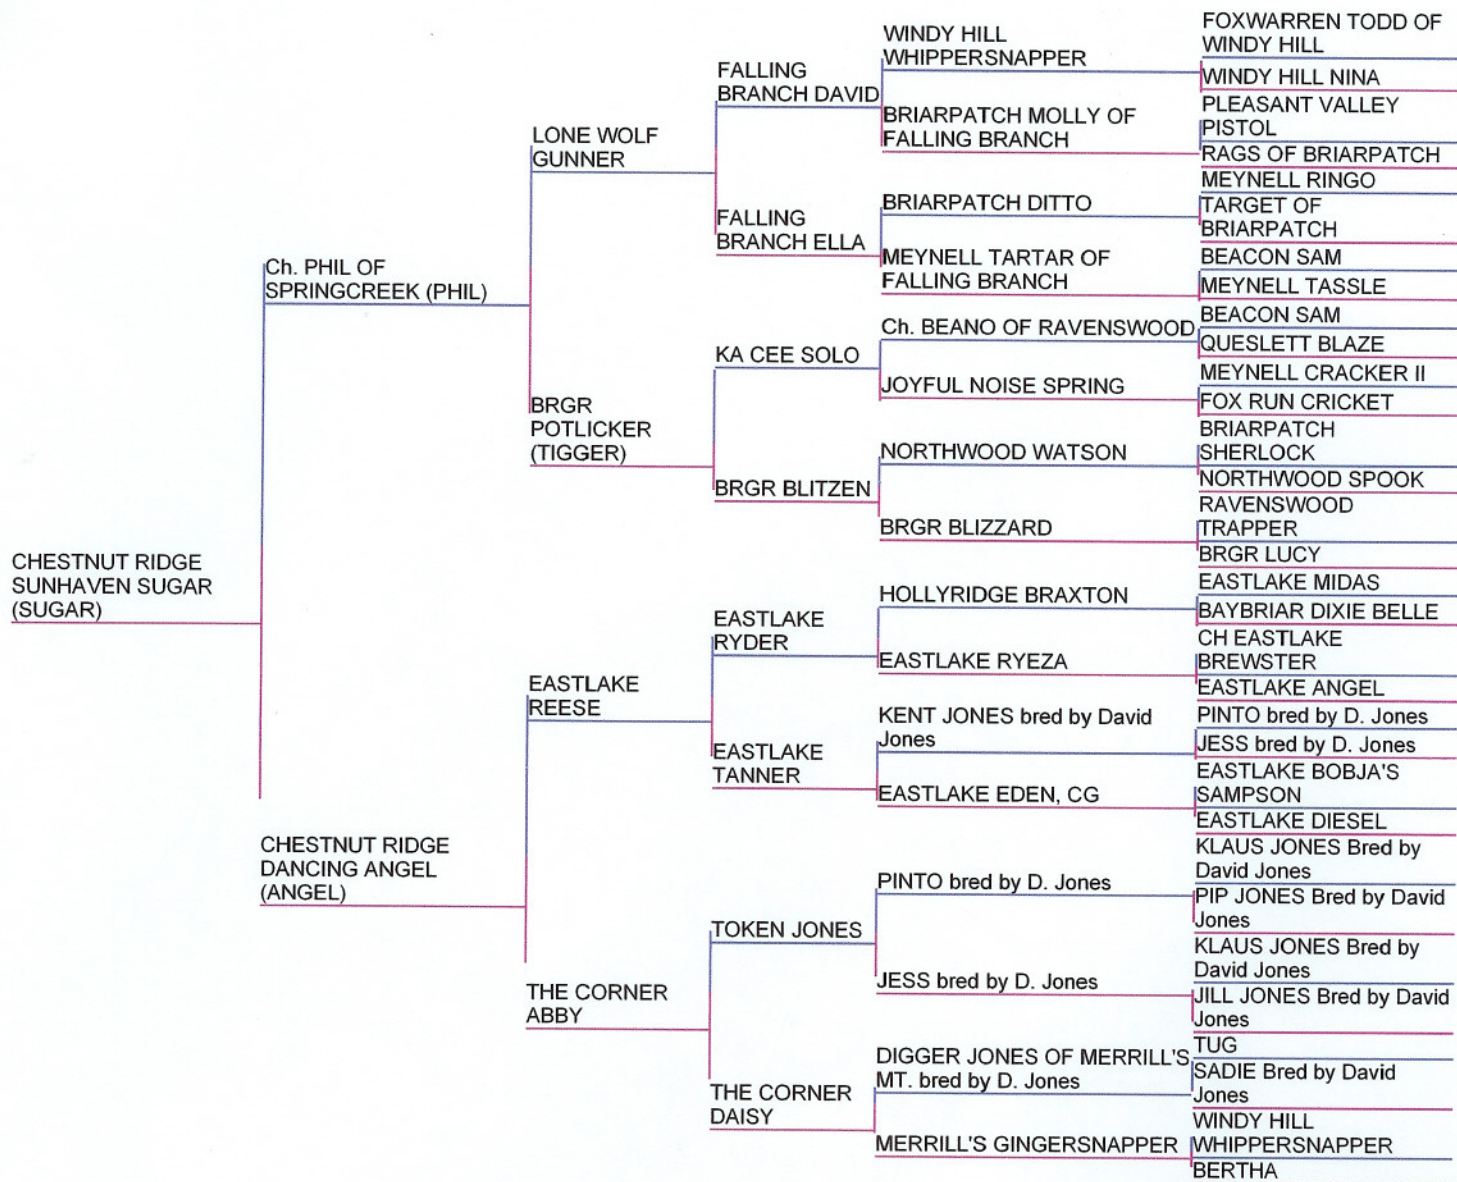 CHESTNUT RIDGE
SUNHAVEN SUGAR
(SUGAR)
Ch. PHIL OF
SPRINGCREEK (PHIL)
CHESTNUT RIDGE
DANCING ANGEL
(ANGEL)
LONE WOLF
GUNNER
BRGR
POTLICKER
(TIGGER)
EASTLAKE
REESE
THE CORNER
ABBY
FALLING
BRANCH DAVID
FALLING
BRANCH ELLA
KA CEE SOLO
BRGR BLITZEN
EASTLAKE
RYDER
EASTLAKE
TANNER
TOKEN JONES
THE CORNER
DAISY
WINDY HILL
WHIPPERSNAPPER
BRIARPATCH MOLLY OF
FALLING BRANCH
BRIARPATCH DITTO
MEYNELL TARTAR OF
FALLING BRANCH
Ch. BEANO OF RAVENSWOOD
JOYFUL NOISE SPRING
NORTHWOOD WATSON
BRGR BLIZZARD
HOLLYRIDGE BRAXTON
EASTLAKE RYEZA
KENT JONES bred by David
Jones
EASTLAKE EDEN, CG
PINTO bred by D. Jones
JESS bred by D. Jones
DIGGER JONES OF MERRILL'S
MT. bred by D. Jones
MERRILL'S GINGERSNAPPER
FOXWARREN TODD OF
WINDY HILL
WINDY HILL NINA
PLEASANT VALLEY
PISTOL
RAGS OF BRIARPATCH
MEYNELL RINGO
TARGET OF
BRIARPATCH
BEACON SAM
MEYNELL TASSLE
BEACON SAM
QUESLETT BLAZE
MEYNELL CRACKER II
FOX RUN CRICKET
BRIARPATCH
SHERLOCK
NORTHWOOD SPOOK
RAVENSWOOD
TRAPPER
BRGR LUCY
EASTLAKE MIDAS
BAYBRIAR DIXIE BELLE
CH EASTLAKE
BREWSTER
EASTLAKE ANGEL
PINTO bred by D. Jones
JESS bred by D. Jones
EASTLAKE BOBJA'S
SAMPSON
EASTLAKE DIESEL
KLAUS JONES Bred by
David Jones
PIP JONES Bred by David
Jones
KLAUS JONES Bred by
David Jones
JILL JONES Bred by David
Jones
TUG
SADIE Bred by David
Jones
WINDY HILL
WHIPPERSNAPPER
BERTHA